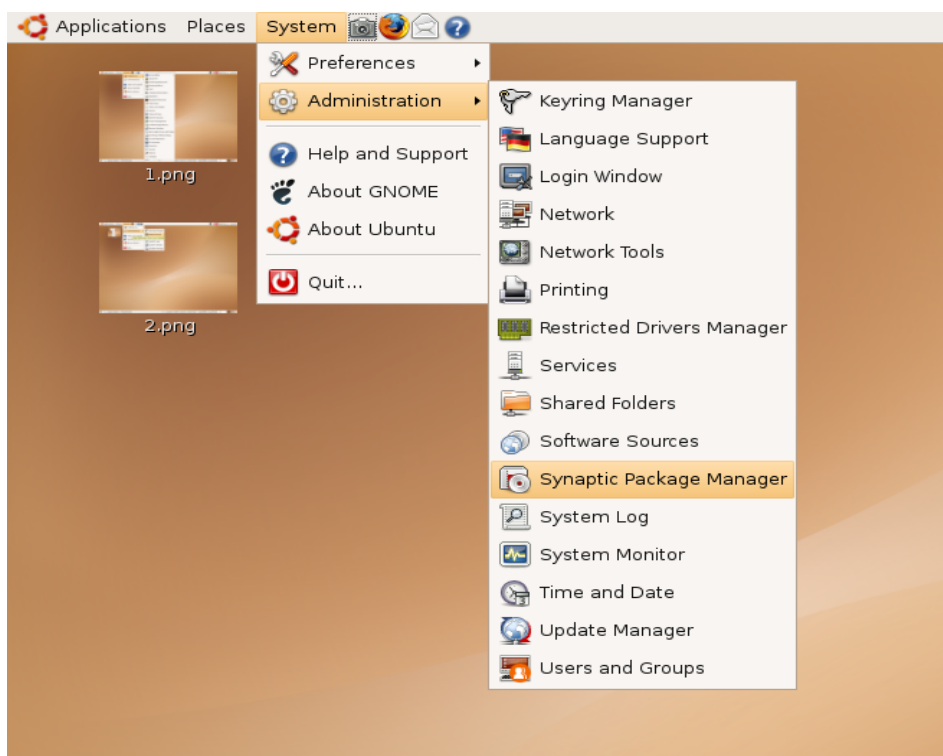 Applications Places System
Preferences
Administration
Help and Support
About GNOME
About Ubuntu
Quit...
Keyring Manager
Language Support
Login Window
Network
Network Tools
Printing
Restricted Drivers Manager
Services
Shared Folders
Software Sources
Synaptic Package Manager
System Log
System Monitor
Time and Date
Update Manager
Users and Groups
1.png
2.png